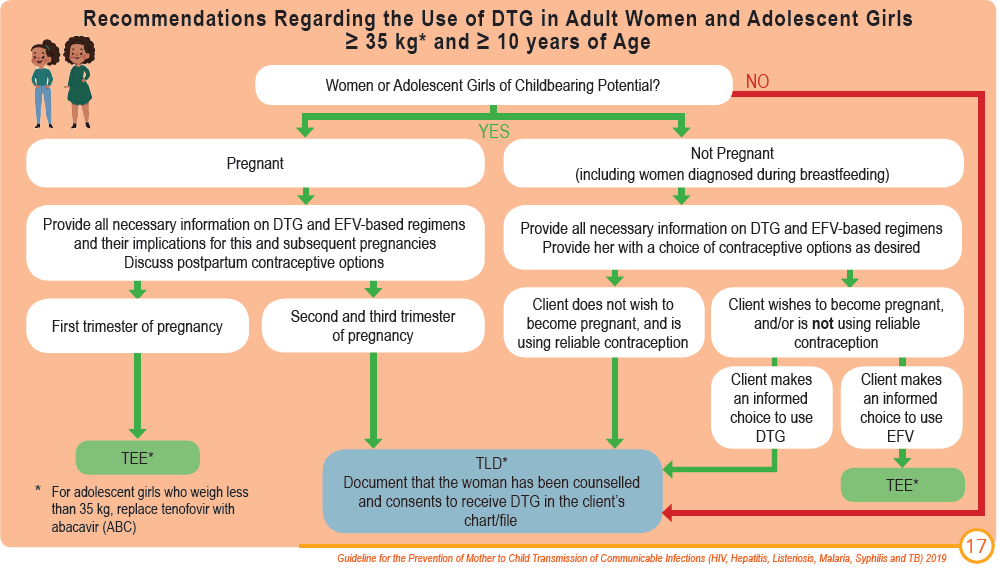 Recommendations Regarding the Use of DTG in Adult Women and Adolescent Girls
≥ 35 kg* and ≥ 10 years of Age
Women or Adolescent Girls of Childbearing Potential?
NO
YES
Pregnant
Not Pregnant
(including women diagnosed during breastfeeding)
Provide all necessary information on DTG and EFV-based regimens
and their implications for this and subsequent pregnancies
Discuss postpartum contraceptive options
Provide all necessary information on DTG and EFV-based regimens
Provide her with a choice of contraceptive options as desired
First trimester of pregnancy
Second and third trimester
of pregnancy
Client does not wish to
become pregnant, and is
using reliable contraception
Client wishes to become pregnant,
and/or is not using reliable
contraception
Client makes
an informed
choice to use
DTG
Client makes
an informed
choice to use
EFV
TEE*
TLD*
Document that the woman has been counselled
and consents to receive DTG in the client's
chart/file
TEE*
* For adolescent girls who weigh less
than 35 kg, replace tenofovir with
abacavir (ABC)
17
Guideline for the Prevention of Mother to Child Transmission of Communicable Infections (HIV, Hepatitis, Listeriosis, Malaria, Syphilis and TB) 2019